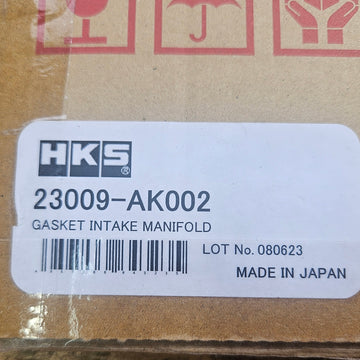 HKS®
23009-AK002
GASKET INTAKE MANIFOLD
LOT No. 080623
MADE IN JAPAN